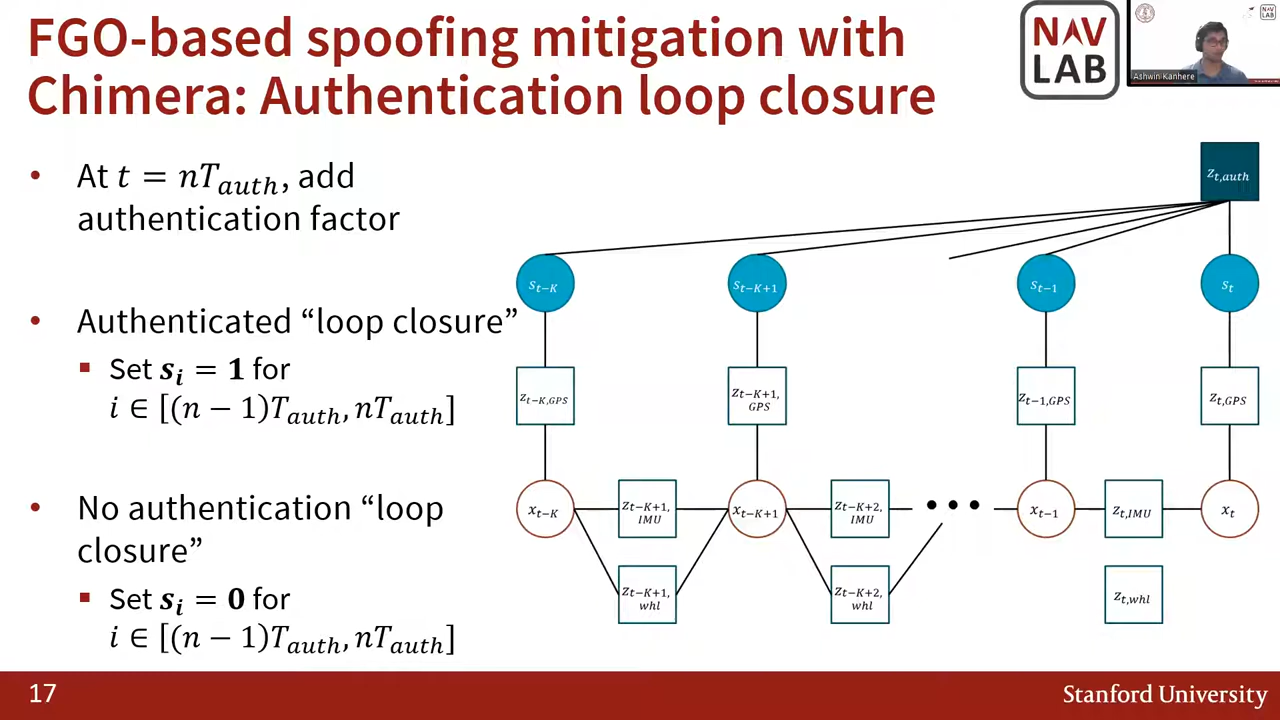 FGO-based spoofing mitigation with
Chimera: Authentication loop closure
NAV
LAB
Ashwin Kanhere
• At t = nT_auth, add
authentication factor
• Authenticated “loop closure”
▪ Set s_i = 1 for
i ∈ [(n − 1)T_auth, nT_auth]
• No authentication “loop
closure”
▪ Set s_i = 0 for
i ∈ [(n − 1)T_auth, nT_auth]
z_t,auth
s_t−K
s_t−K+1
s_t−1
s_t
z_t−K,GPS
z_t−K+1,
GPS
z_t−1,GPS
z_t,GPS
x_t−K
z_t−K+1,
IMU
x_t−K+1
z_t−K+2,
IMU
•••
x_t−1
z_t,IMU
x_t
z_t−K+1,
whl
z_t−K+2,
whl
z_t,whl
17
Stanford University